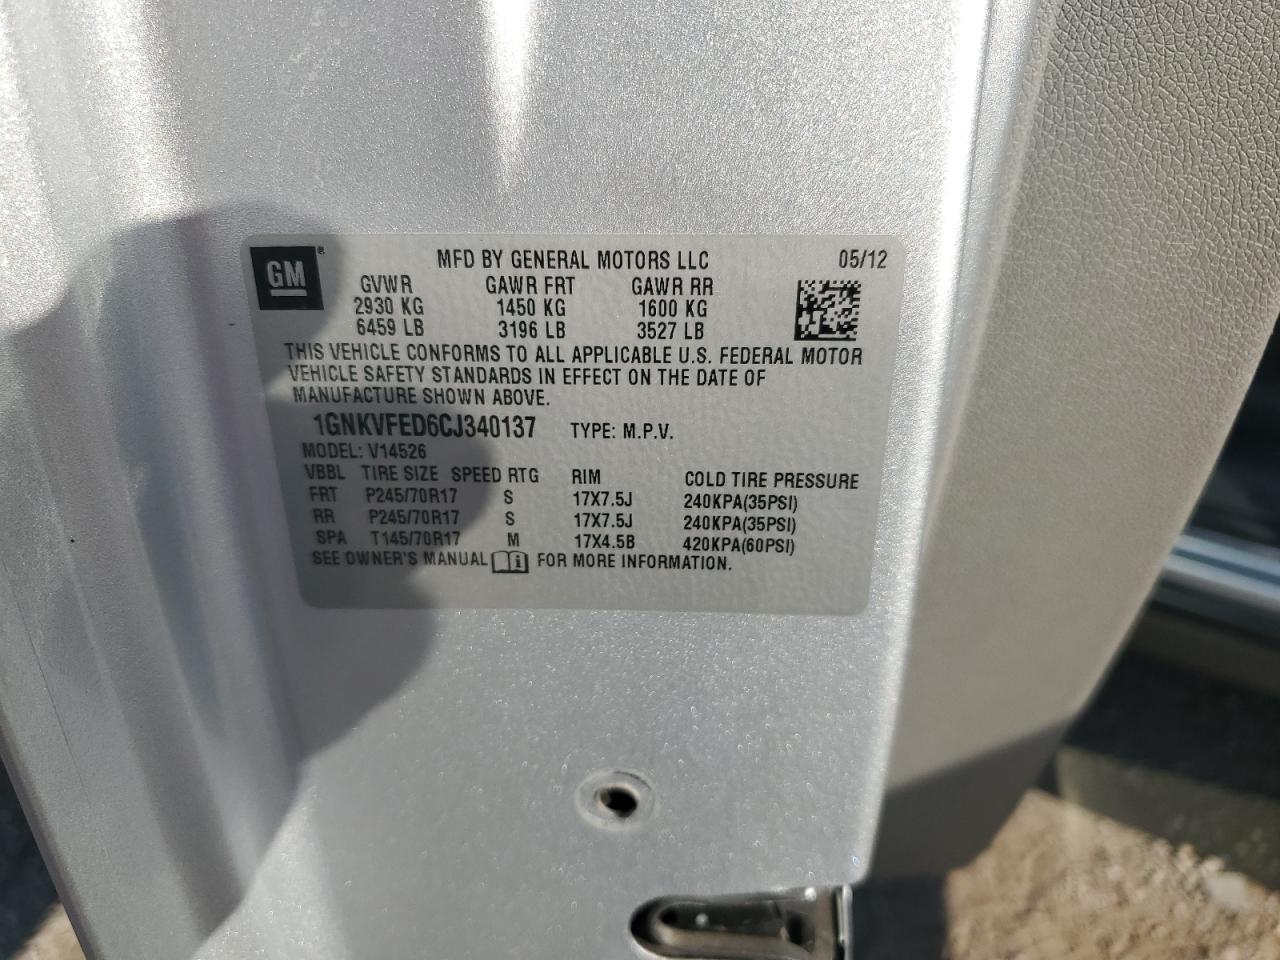 GM®
MFD BY GENERAL MOTORS LLC 05/12
GVWR GAWR FRT GAWR RR
2930 KG 1450 KG 1600 KG
6459 LB 3196 LB 3527 LB
THIS VEHICLE CONFORMS TO ALL APPLICABLE U.S. FEDERAL MOTOR
VEHICLE SAFETY STANDARDS IN EFFECT ON THE DATE OF
MANUFACTURE SHOWN ABOVE.
1GNKVFED6CJ340137 TYPE: M.P.V.
MODEL: V14526
VBBL TIRE SIZE SPEED RTG RIM COLD TIRE PRESSURE
FRT P245/70R17 S 17X7.5J 240KPA(35PSI)
RR P245/70R17 S 17X7.5J 240KPA(35PSI)
SPA T145/70R17 M 17X4.5B 420KPA(60PSI)
SEE OWNER'S MANUAL i FOR MORE INFORMATION.